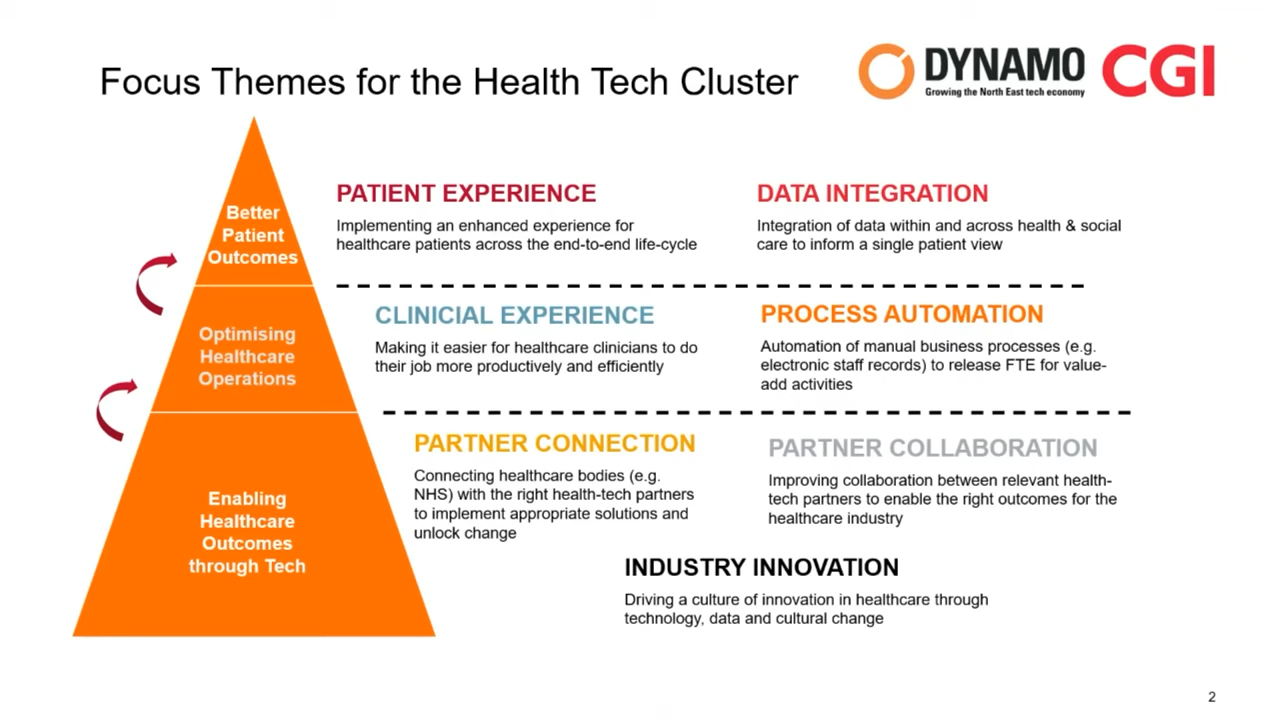 Focus Themes for the Health Tech Cluster
DYNAMO
Growing the North East tech economy
CGI
Better
Patient
Outcomes
PATIENT EXPERIENCE
Implementing an enhanced experience for
healthcare patients across the end-to-end life-cycle
DATA INTEGRATION
Integration of data within and across health & social
care to inform a single patient view
Optimising
Healthcare
Operations
CLINICIAL EXPERIENCE
Making it easier for healthcare clinicians to do
their job more productively and efficiently
PROCESS AUTOMATION
Automation of manual business processes (e.g.
electronic staff records) to release FTE for value-
add activities
Enabling
Healthcare
Outcomes
through Tech
PARTNER CONNECTION
Connecting healthcare bodies (e.g.
NHS) with the right health-tech partners
to implement appropriate solutions and
unlock change
PARTNER COLLABORATION
Improving collaboration between relevant health-
tech partners to enable the right outcomes for the
healthcare industry
INDUSTRY INNOVATION
Driving a culture of innovation in healthcare through
technology, data and cultural change
2